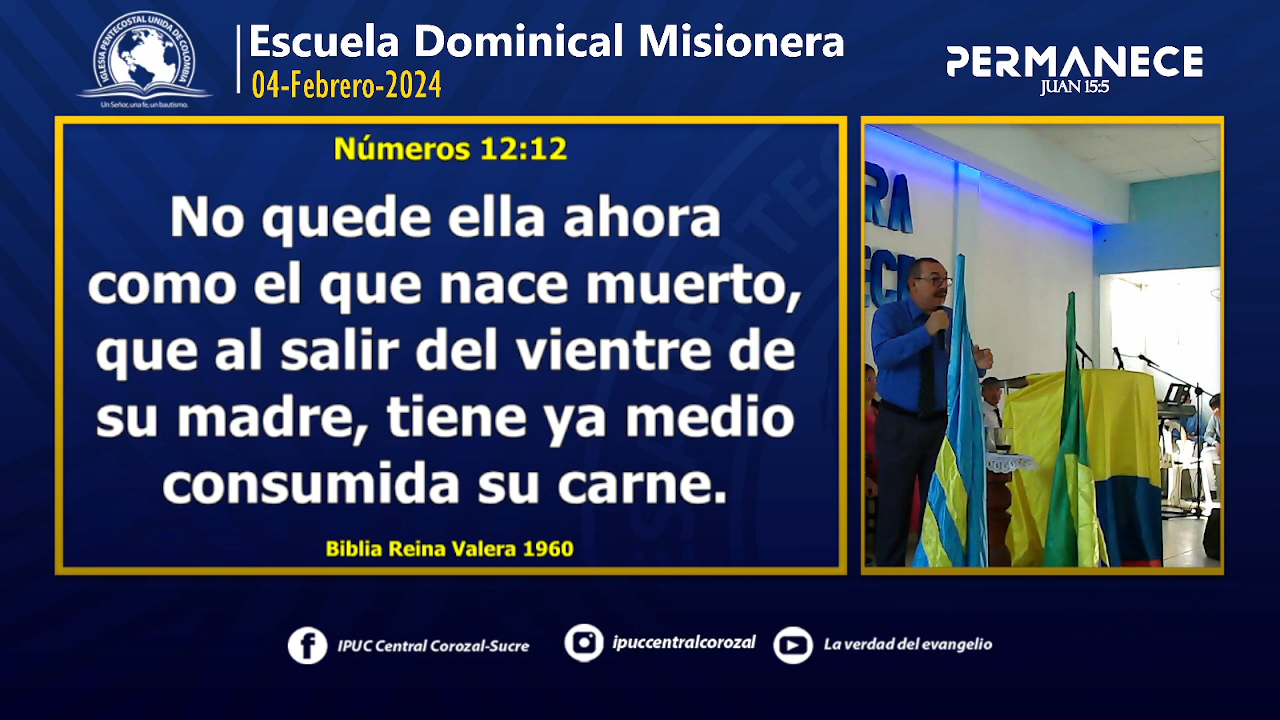 IGLESIA PENTECOSTAL UNIDA DE COLOMBIA
Un Señor, una fe, un bautismo.
Escuela Dominical Misionera
04-Febrero-2024
PERMANECE
JUAN 15:5
Números 12:12
No quede ella ahora
como el que nace muerto,
que al salir del vientre de
su madre, tiene ya medio
consumida su carne.
Biblia Reina Valera 1960
RA
ECE
IPUC Central Corozal-Sucre
ipuccentralcorozal
La verdad del evangelio